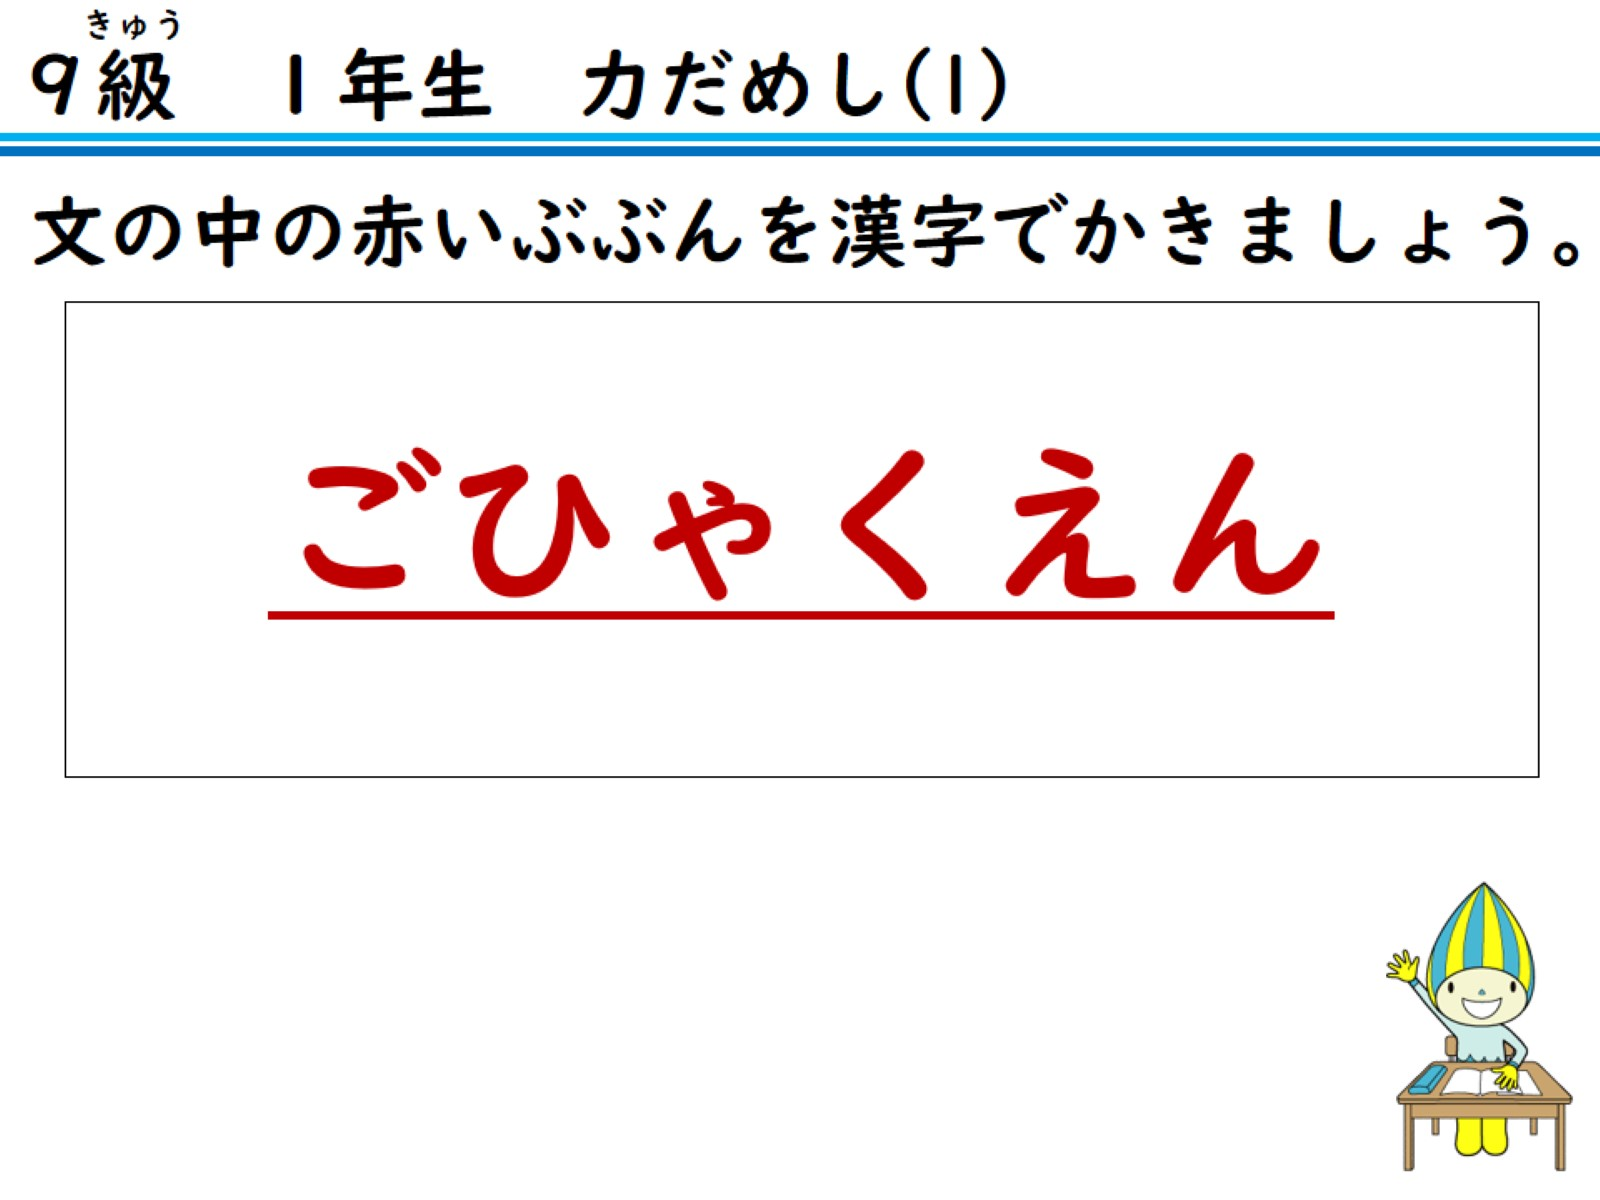 きゅう
9級　1年生　力だめし(1)
文の中の赤いぶぶんを漢字でかきましょう。
ごひゃくえん